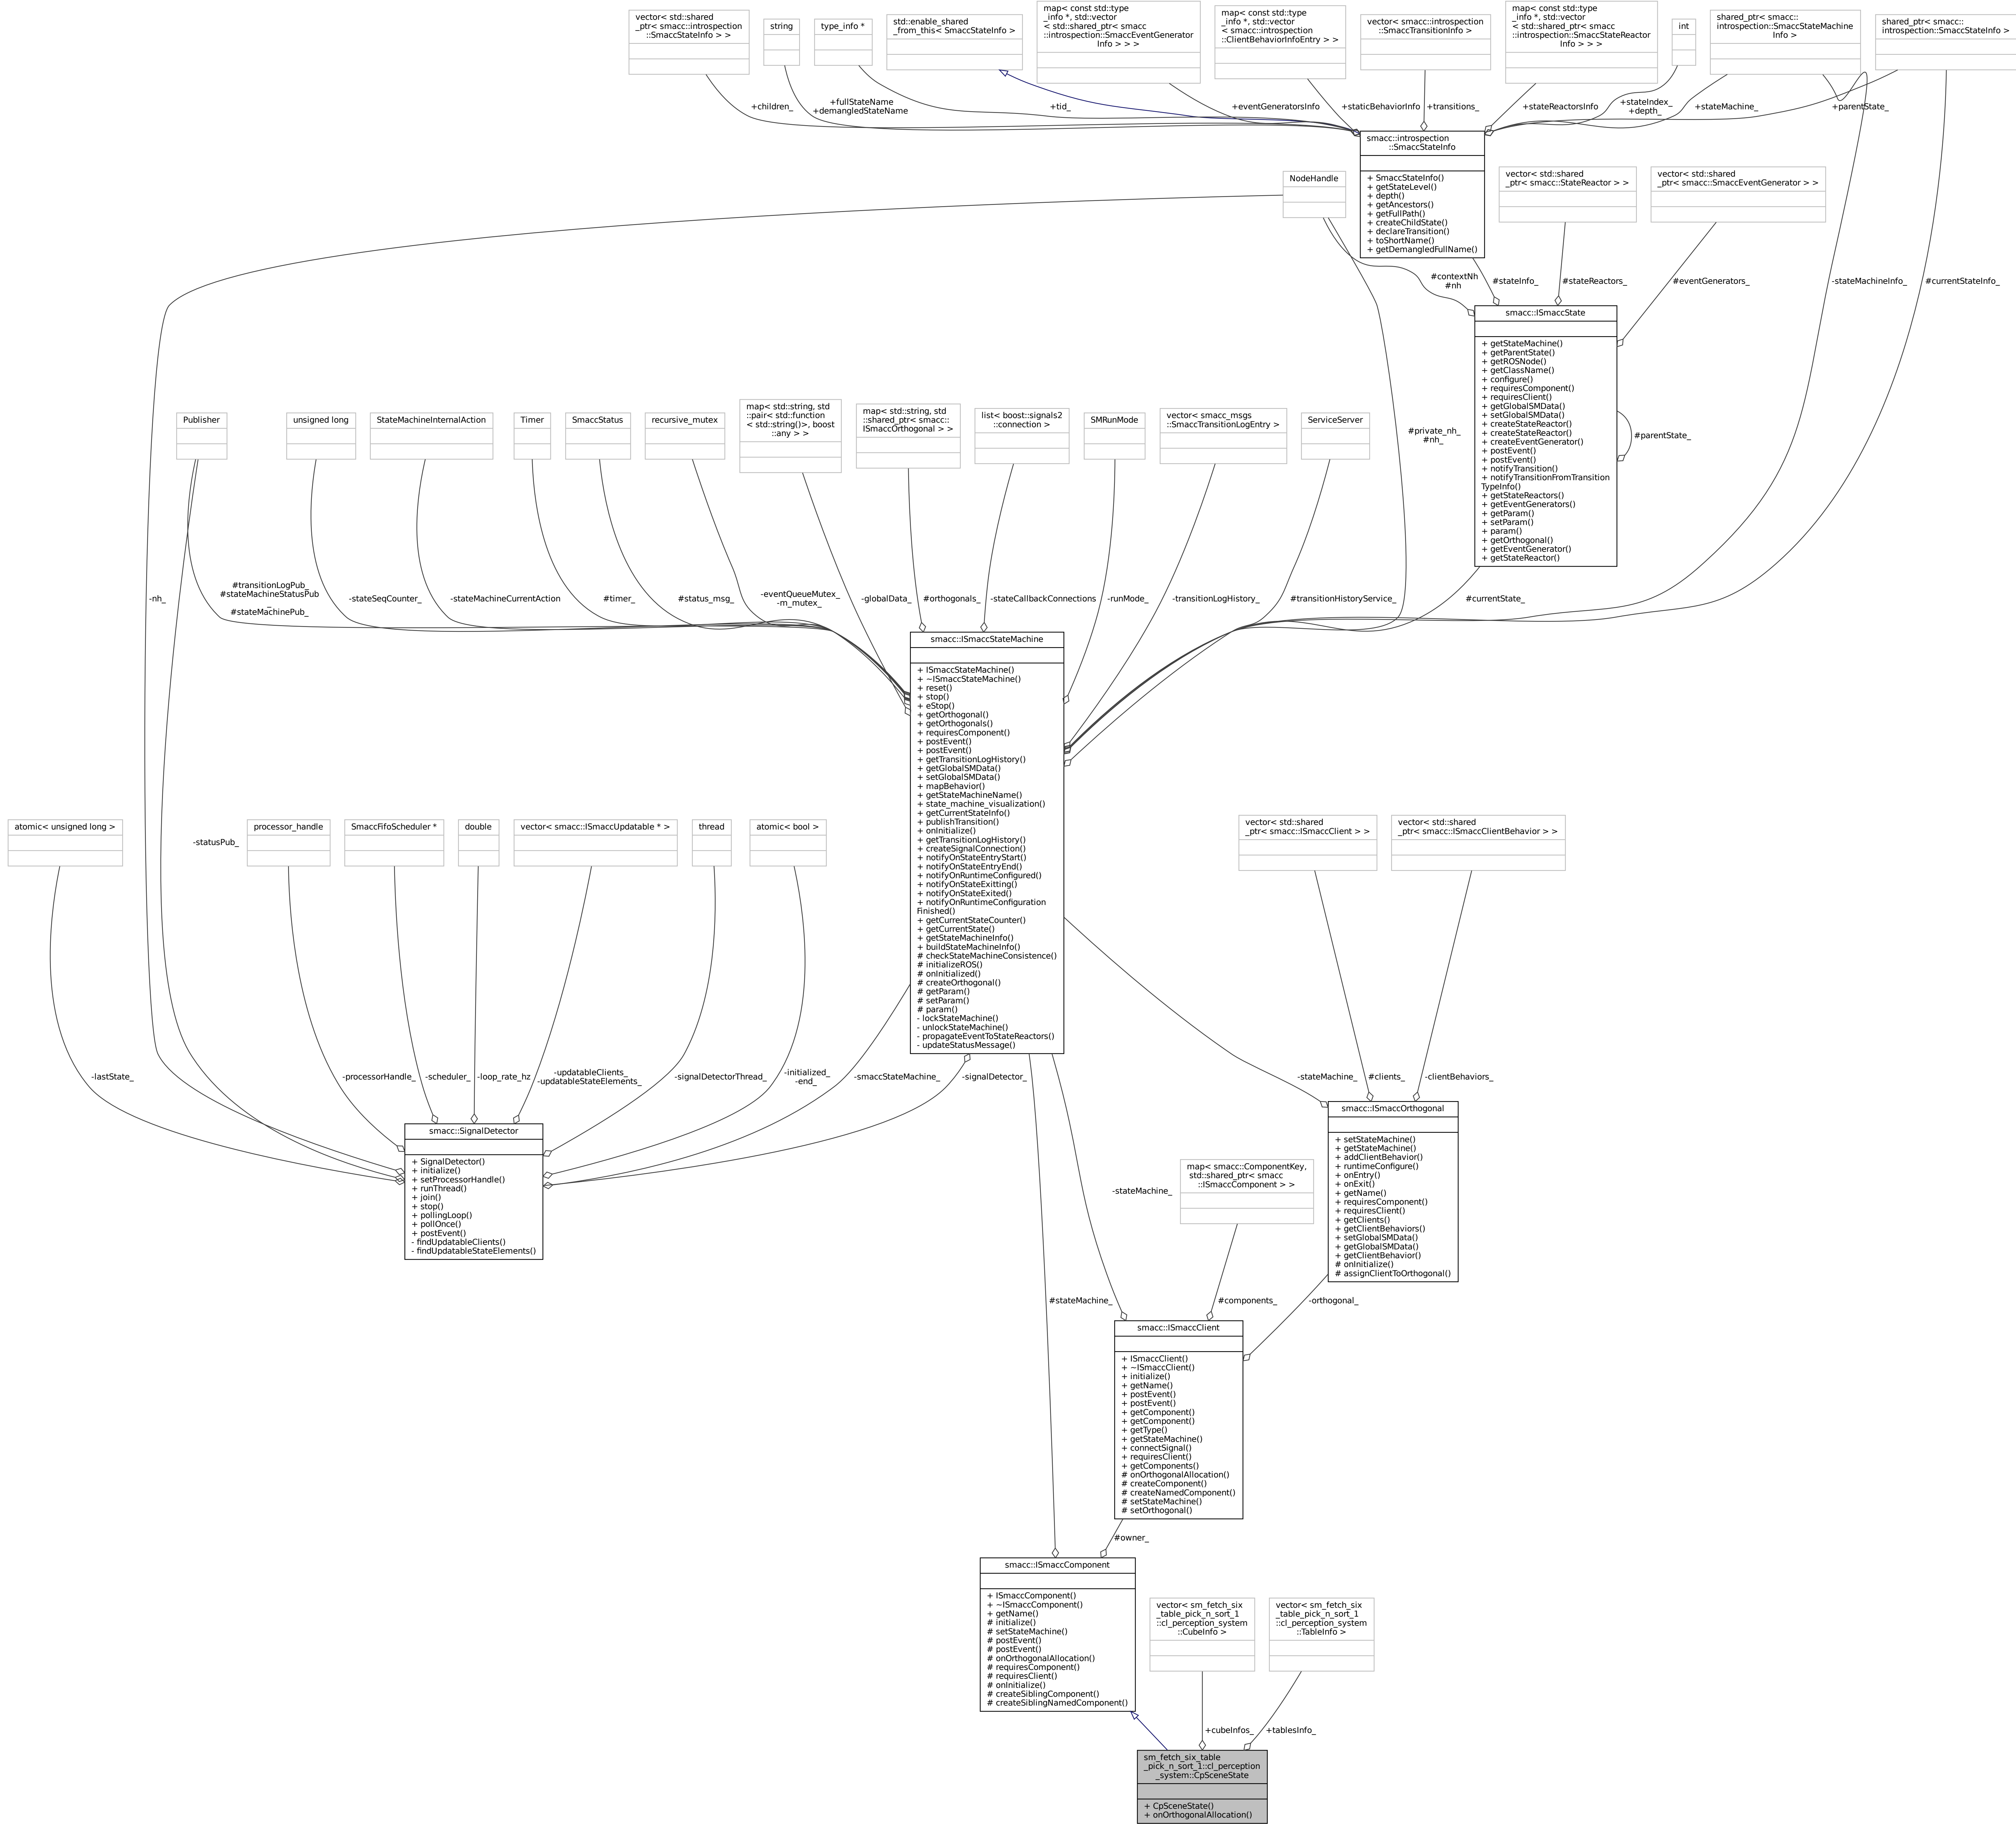 vector< std::shared
_ptr< smacc::introspection
::SmaccStateInfo > >
string
type_info *
std::enable_shared
_from_this< SmaccStateInfo >
map< const std::type
_info *, std::vector
< std::shared_ptr< smacc
::introspection::SmaccEventGenerator
Info > > >
map< const std::type
_info *, std::vector
< smacc::introspection
::ClientBehaviorInfoEntry > >
vector< smacc::introspection
::SmaccTransitionInfo >
map< const std::type
_info *, std::vector
< std::shared_ptr< smacc
::introspection::SmaccStateReactor
Info > > >
int
shared_ptr< smacc::
introspection::SmaccStateMachine
Info >
shared_ptr< smacc::
introspection::SmaccStateInfo >
+children_
+fullStateName
+demangledStateName
+tid_
+eventGeneratorsInfo
+staticBehaviorInfo
+transitions_
+stateReactorsInfo
+stateIndex_
+depth_
+stateMachine_
+parentState_
smacc::introspection
::SmaccStateInfo
+ SmaccStateInfo()
+ getStateLevel()
+ depth()
+ getAncestors()
+ getFullPath()
+ createChildState()
+ declareTransition()
+ toShortName()
+ getDemangledFullName()
NodeHandle
vector< std::shared
_ptr< smacc::StateReactor > >
vector< std::shared
_ptr< smacc::SmaccEventGenerator > >
#contextNh
#nh
#stateInfo_
#stateReactors_
#eventGenerators_
-stateMachineInfo_
#currentStateInfo_
smacc::ISmaccState
+ getStateMachine()
+ getParentState()
+ getROSNode()
+ getClassName()
+ configure()
+ requiresComponent()
+ requiresClient()
+ getGlobalSMData()
+ setGlobalSMData()
+ createStateReactor()
+ createStateReactor()
+ createEventGenerator()
+ postEvent()
+ postEvent()
+ notifyTransition()
+ notifyTransitionFromTransition
TypeInfo()
+ getStateReactors()
+ getEventGenerators()
+ getParam()
+ setParam()
+ param()
+ getOrthogonal()
+ getEventGenerator()
+ getStateReactor()
#parentState_
Publisher
unsigned long
StateMachineInternalAction
Timer
SmaccStatus
recursive_mutex
map< std::string, std
::pair< std::function
< std::string()>, boost
::any > >
map< std::string, std
::shared_ptr< smacc::
ISmaccOrthogonal > >
list< boost::signals2
::connection >
SMRunMode
vector< smacc_msgs
::SmaccTransitionLogEntry >
ServiceServer
#private_nh_
#nh_
-nh_
#transitionLogPub_
#stateMachineStatusPub
_
#stateMachinePub_
-stateSeqCounter_
-stateMachineCurrentAction
#timer_
#status_msg_
-eventQueueMutex_
-m_mutex_
-globalData_
#orthogonals_
-stateCallbackConnections
-runMode_
-transitionLogHistory_
#transitionHistoryService_
#currentState_
smacc::ISmaccStateMachine
+ ISmaccStateMachine()
+ ~ISmaccStateMachine()
+ reset()
+ stop()
+ eStop()
+ getOrthogonal()
+ getOrthogonals()
+ requiresComponent()
+ postEvent()
+ postEvent()
+ getTransitionLogHistory()
+ getGlobalSMData()
+ setGlobalSMData()
+ mapBehavior()
+ getStateMachineName()
+ state_machine_visualization()
+ getCurrentStateInfo()
+ publishTransition()
+ onInitialize()
+ getTransitionLogHistory()
+ createSignalConnection()
+ notifyOnStateEntryStart()
+ notifyOnStateEntryEnd()
+ notifyOnRuntimeConfigured()
+ notifyOnStateExitting()
+ notifyOnStateExited()
+ notifyOnRuntimeConfiguration
Finished()
+ getCurrentStateCounter()
+ getCurrentState()
+ getStateMachineInfo()
+ buildStateMachineInfo()
# checkStateMachineConsistence()
# initializeROS()
# onInitialized()
# createOrthogonal()
# getParam()
# setParam()
# param()
- lockStateMachine()
- unlockStateMachine()
- propagateEventToStateReactors()
- updateStatusMessage()
atomic< unsigned long >
-statusPub_
processor_handle
SmaccFifoScheduler *
double
vector< smacc::ISmaccUpdatable * >
thread
atomic< bool >
vector< std::shared
_ptr< smacc::ISmaccClient > >
vector< std::shared
_ptr< smacc::ISmaccClientBehavior > >
-lastState_
-processorHandle_
-scheduler_
-loop_rate_hz
-updatableClients_
-updatableStateElements_
-signalDetectorThread_
-initialized_
-end_
-smaccStateMachine_
-signalDetector_
-stateMachine_
#clients_
-clientBehaviors_
smacc::SignalDetector
+ SignalDetector()
+ initialize()
+ setProcessorHandle()
+ runThread()
+ join()
+ stop()
+ pollingLoop()
+ pollOnce()
+ postEvent()
- findUpdatableClients()
- findUpdatableStateElements()
smacc::ISmaccOrthogonal
+ setStateMachine()
+ getStateMachine()
+ addClientBehavior()
+ runtimeConfigure()
+ onEntry()
+ onExit()
+ getName()
+ requiresComponent()
+ requiresClient()
+ getClients()
+ getClientBehaviors()
+ setGlobalSMData()
+ getGlobalSMData()
+ getClientBehavior()
# onInitialize()
# assignClientToOrthogonal()
-stateMachine_
map< smacc::ComponentKey,
std::shared_ptr< smacc
::ISmaccComponent > >
#stateMachine_
#components_
-orthogonal_
smacc::ISmaccClient
+ ISmaccClient()
+ ~ISmaccClient()
+ initialize()
+ getName()
+ postEvent()
+ postEvent()
+ getComponent()
+ getComponent()
+ getType()
+ getStateMachine()
+ connectSignal()
+ requiresClient()
+ getComponents()
# onOrthogonalAllocation()
# createComponent()
# createNamedComponent()
# setStateMachine()
# setOrthogonal()
#owner_
smacc::ISmaccComponent
+ ISmaccComponent()
+ ~ISmaccComponent()
+ getName()
# initialize()
# setStateMachine()
# postEvent()
# postEvent()
# onOrthogonalAllocation()
# requiresComponent()
# requiresClient()
# onInitialize()
# createSiblingComponent()
# createSiblingNamedComponent()
vector< sm_fetch_six
_table_pick_n_sort_1
::cl_perception_system
::CubeInfo >
vector< sm_fetch_six
_table_pick_n_sort_1
::cl_perception_system
::TableInfo >
+cubeInfos_
+tablesInfo_
sm_fetch_six_table
_pick_n_sort_1::cl_perception
_system::CpSceneState
+ CpSceneState()
+ onOrthogonalAllocation()